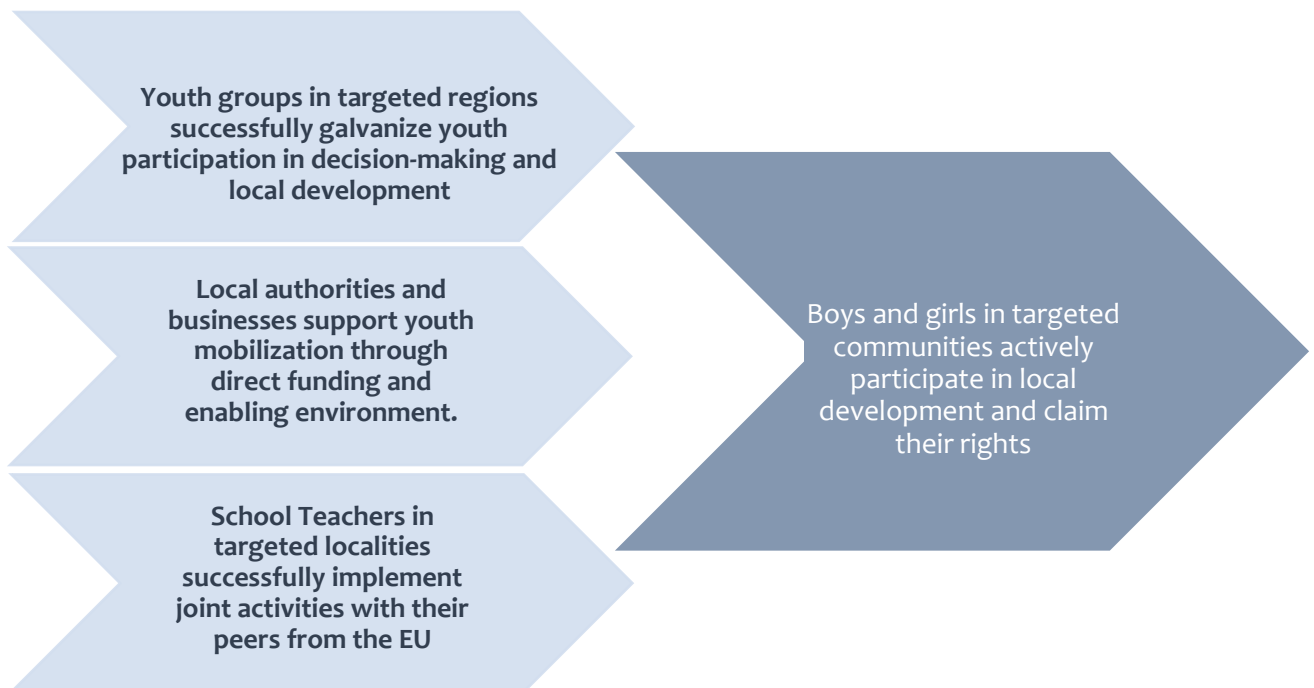 Youth groups in targeted regions
successfully galvanize youth
participation in decision-making and
local development
Local authorities and
businesses support youth
mobilization through
direct funding and
enabling environment.
School Teachers in
targeted localities
successfully implement
joint activities with their
peers from the EU
Boys and girls in targeted
communities actively
participate in local
development and claim
their rights